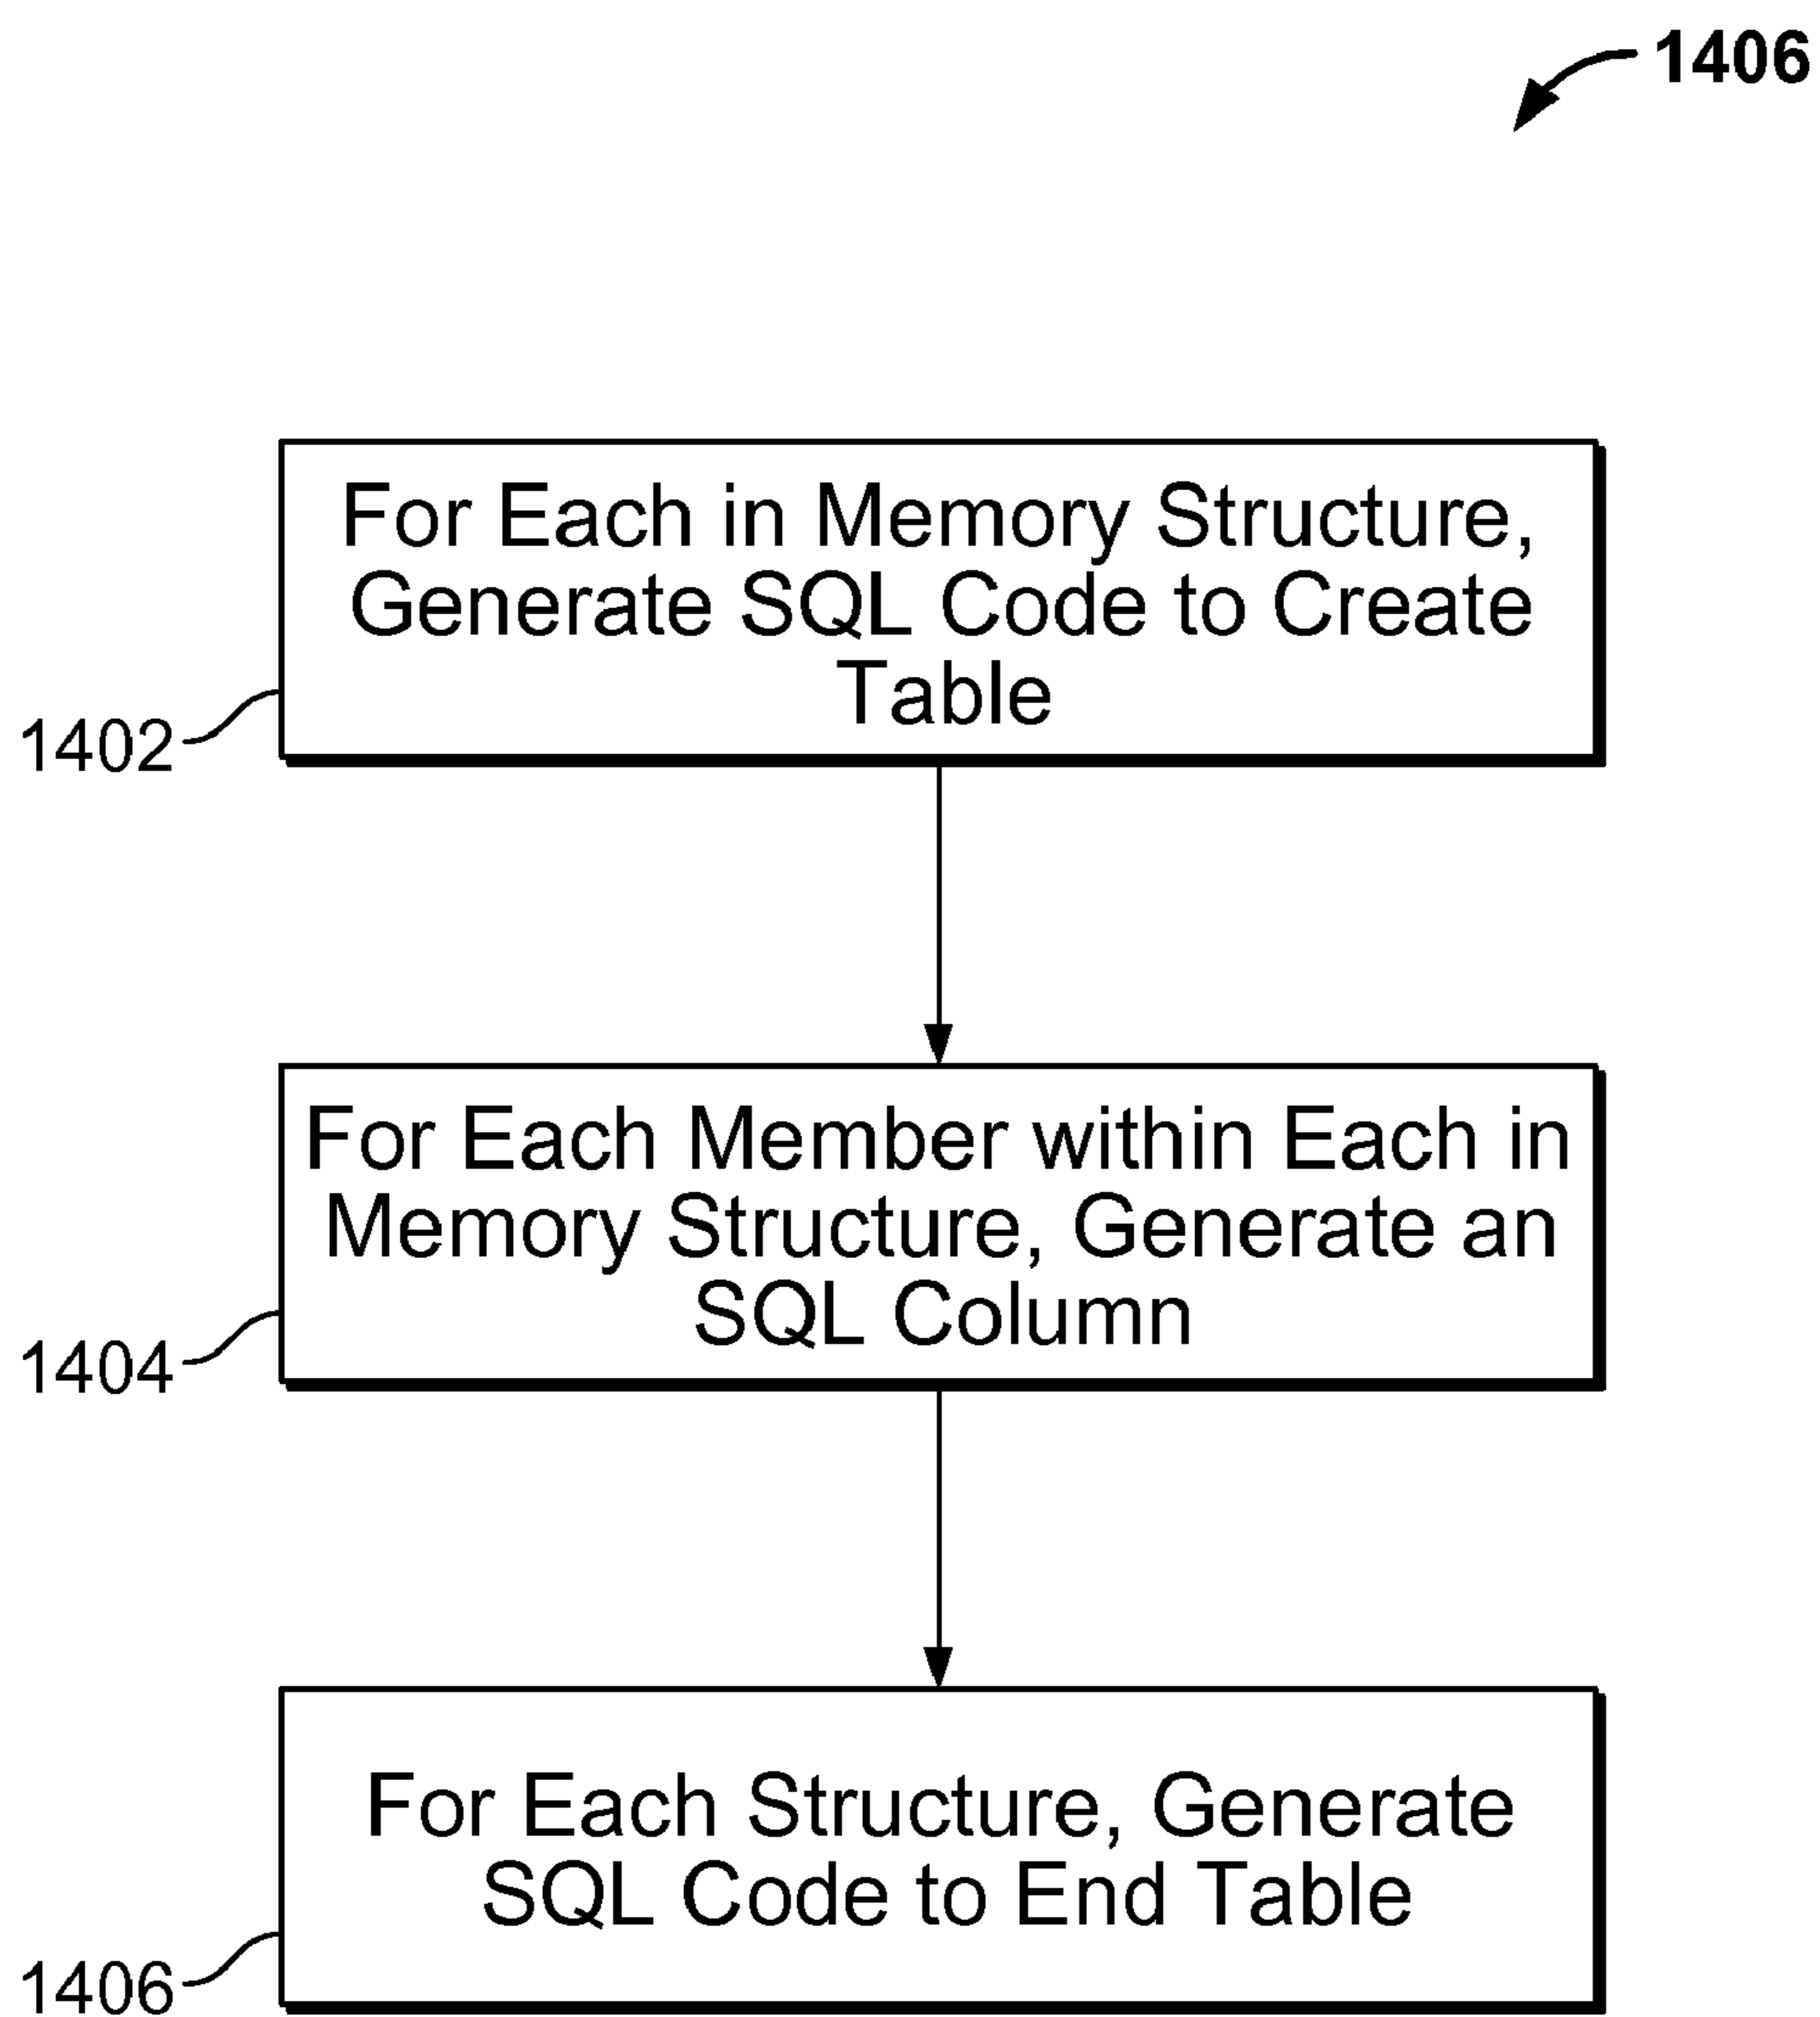 1406
For Each in Memory Structure,
Generate SQL Code to Create
Table
1402
For Each Member within Each in
Memory Structure, Generate an
SQL Column
1404
For Each Structure, Generate
SQL Code to End Table
1406